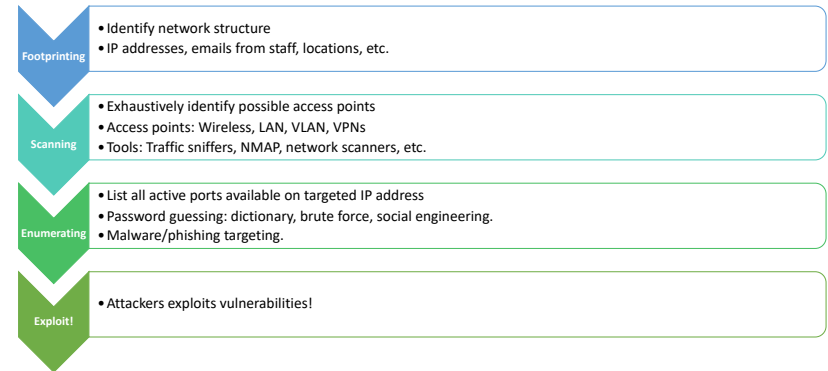 Footprinting
• Identify network structure
• IP addresses, emails from staff, locations, etc.
Scanning
• Exhaustively identify possible access points
• Access points: Wireless, LAN, VLAN, VPNs
• Tools: Traffic sniffers, NMAP, network scanners, etc.
Enumerating
• List all active ports available on targeted IP address
• Password guessing: dictionary, brute force, social engineering.
• Malware/phishing targeting.
Exploit!
• Attackers exploits vulnerabilities!